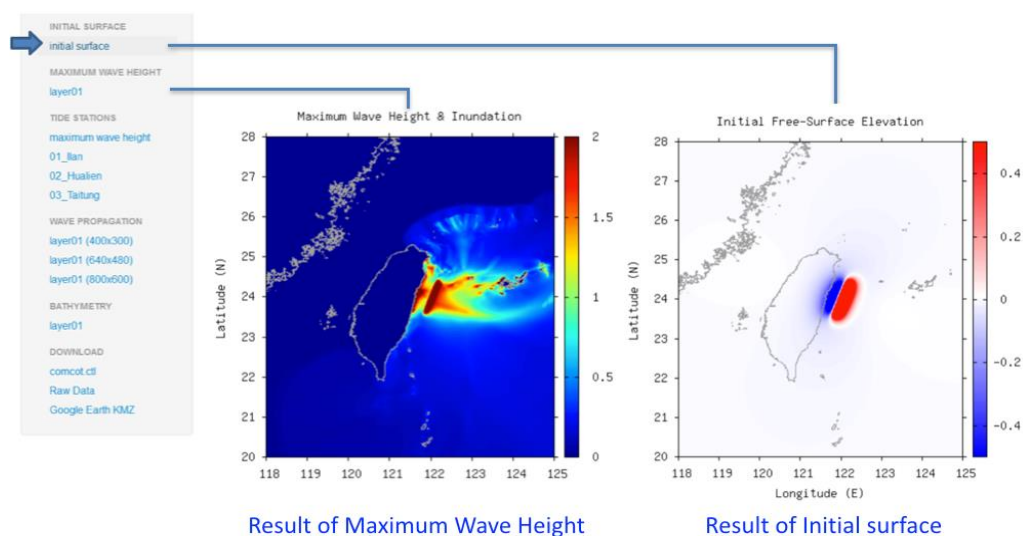 INITIAL SURFACE
initial surface
MAXIMUM WAVE HEIGHT
layer01
TIDE STATIONS
maximum wave height
01_Ilan
02_Hualien
03_Taitung
WAVE PROPAGATION
layer01 (400x300)
layer01 (640x480)
layer01 (800x600)
BATHYMETRY
layer01
DOWNLOAD
comcot.ctl
Raw Data
Google Earth KMZ
Maximum Wave Height & Inundation
28
27
26
25
24
23
22
21
20
Latitude (N)
118 119 120 121 122 123 124 125
2
1.5
1
0.5
0
Result of Maximum Wave Height
Initial Free-Surface Elevation
28
27
26
25
24
23
22
21
20
Latitude (N)
118 119 120 121 122 123 124 125
Longitude (E)
0.4
0.2
0
-0.2
-0.4
Result of Initial surface